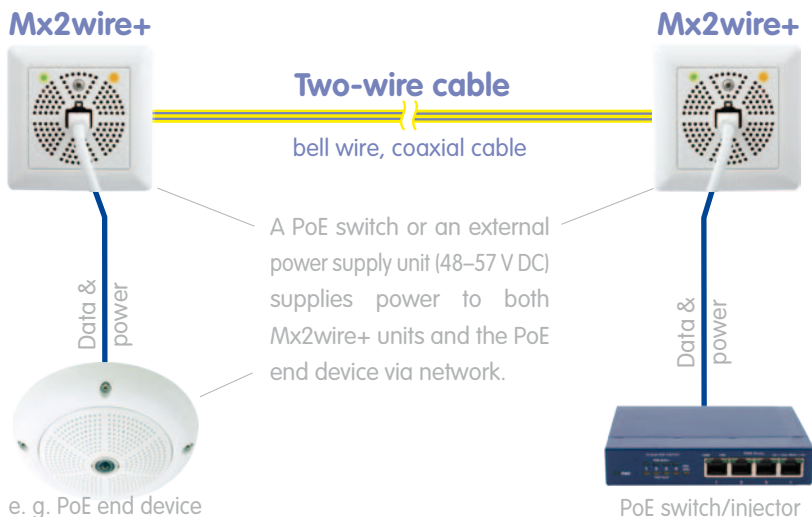 Mx2wire+
Mx2wire+
Two-wire cable
bell wire, coaxial cable
A PoE switch or an external
power supply unit (48–57 V DC)
supplies power to both
Mx2wire+ units and the PoE
end device via network.
Data &
power
Data &
power
e. g. PoE end device
PoE switch/injector